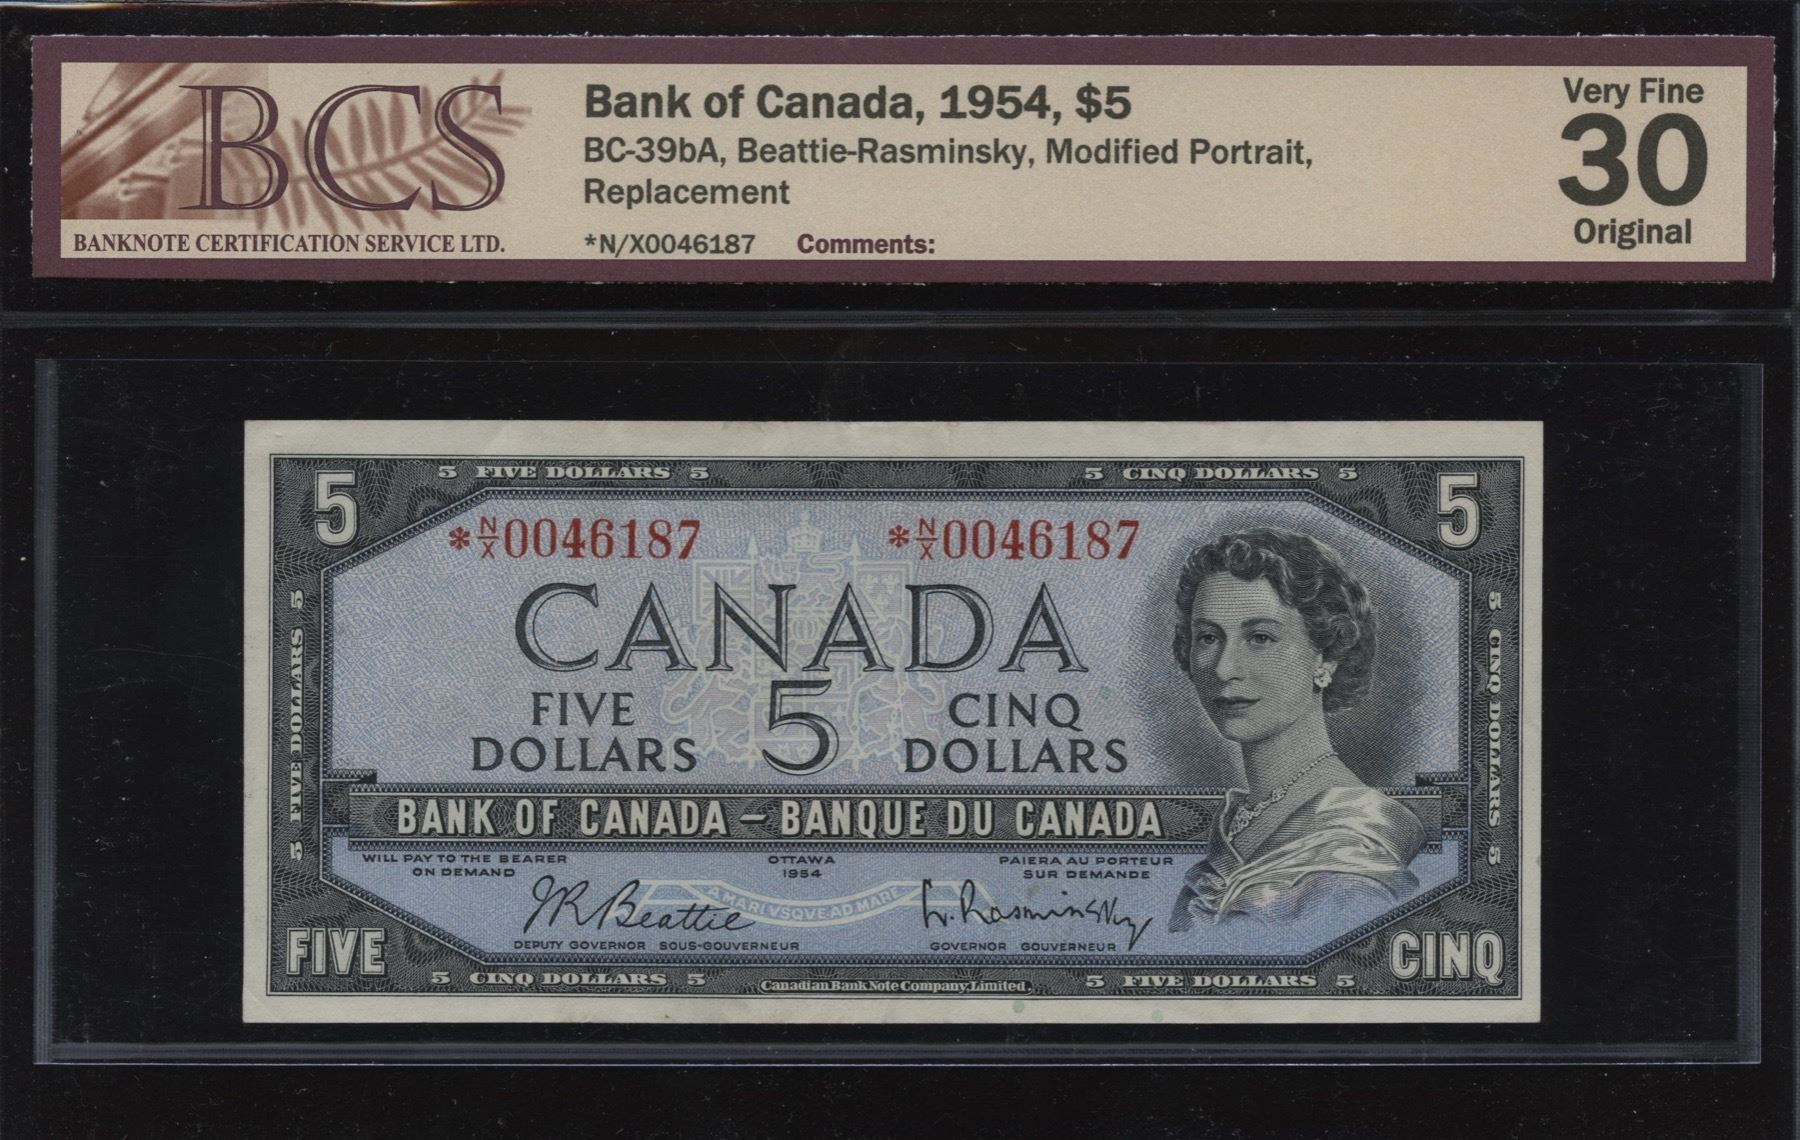 BCS
BANKNOTE CERTIFICATION SERVICE LTD.
Bank of Canada, 1954, $5
BC-39bA, Beattie-Rasminsky, Modified Portrait,
Replacement
*N/X0046187 Comments:
Very Fine
30
Original
5 5 FIVE DOLLARS 5 5 CINQ DOLLARS 5 5
*N/X0046187 *N/X0046187
CANADA
FIVE DOLLARS
5
CINQ DOLLARS
5 FIVE DOLLARS 5
5 CINQ DOLLARS 5
BANK OF CANADA – BANQUE DU CANADA
WILL PAY TO THE BEARER
ON DEMAND
OTTAWA
1954
PAIERA AU PORTEUR
SUR DEMANDE
A MARI VSQVE AD MARE
JR Beattie
L. Rasminsky
DEPUTY GOVERNOR SOUS-GOUVERNEUR
GOVERNOR GOUVERNEUR
FIVE
CINQ
5 CINQ DOLLARS 5
Canadian Bank Note Company, Limited
5 FIVE DOLLARS 5